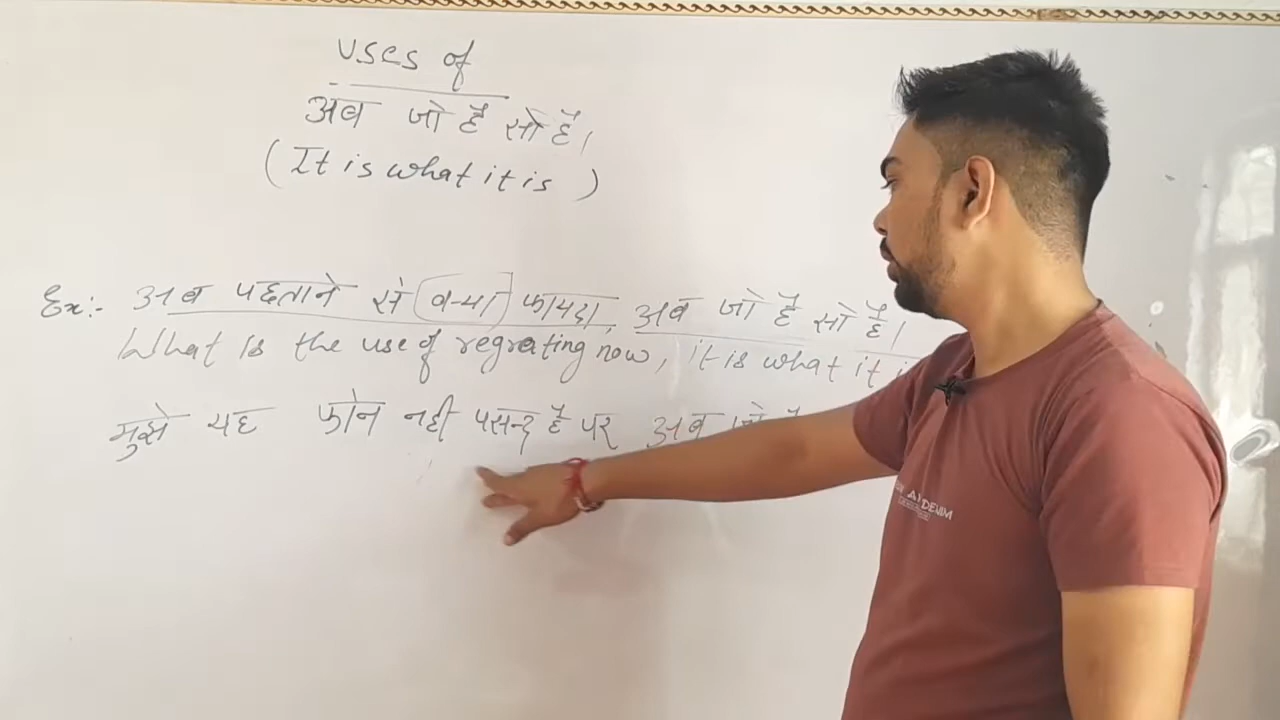 uses of
अब जो है सो है।
(It is what it is)
Ex:- अब पछताने से क्या फायदा, अब जो है सो है।
What is the use of regrating now, it is what it i
मुझे यह फोन नही पसन्द है पर अब जो है
DENIM